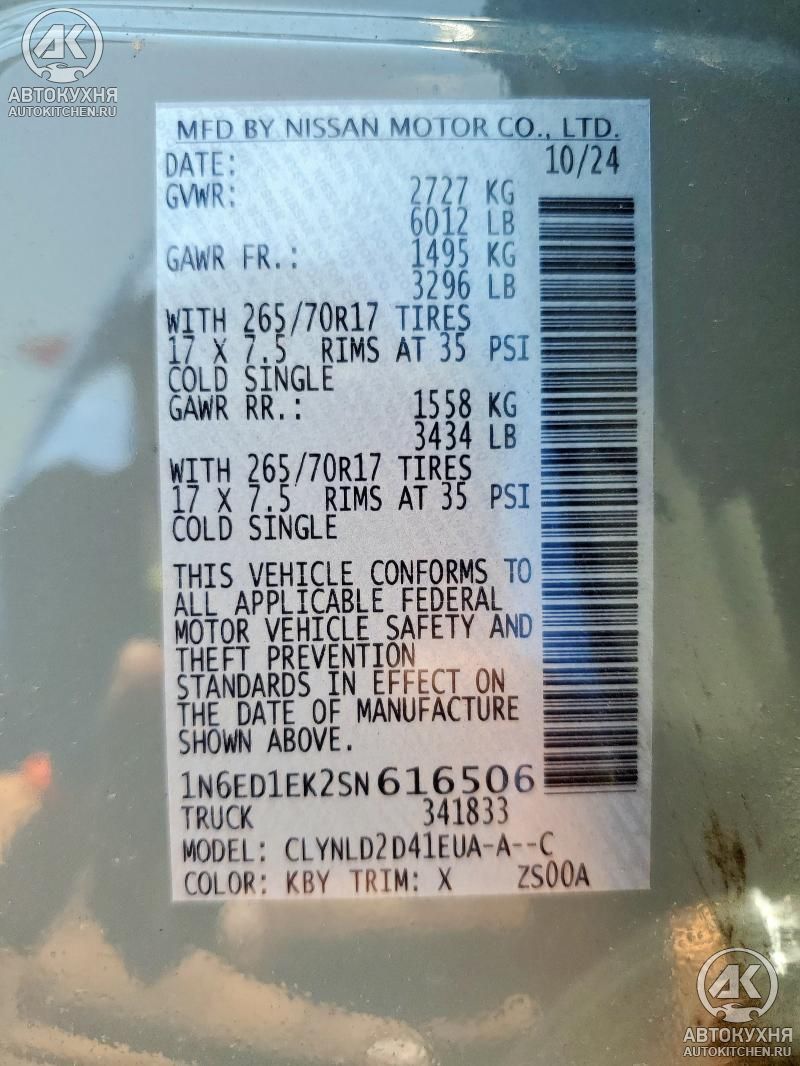 АК
АВТОКУХНЯ
AUTOKITCHEN.RU
MFD BY NISSAN MOTOR CO., LTD.
DATE: 10/24
GVWR: 2727 KG
6012 LB
GAWR FR.: 1495 KG
3296 LB
WITH 265/70R17 TIRES
17 X 7.5 RIMS AT 35 PSI
COLD SINGLE
GAWR RR.: 1558 KG
3434 LB
WITH 265/70R17 TIRES
17 X 7.5 RIMS AT 35 PSI
COLD SINGLE
THIS VEHICLE CONFORMS TO
ALL APPLICABLE FEDERAL
MOTOR VEHICLE SAFETY AND
THEFT PREVENTION
STANDARDS IN EFFECT ON
THE DATE OF MANUFACTURE
SHOWN ABOVE.
1N6ED1EK2SN616506
TRUCK 341833
MODEL: CLYNLD2D41EUA-A--C
COLOR: KBY TRIM: X ZS00A
АК
АВТОКУХНЯ
AUTOKITCHEN.RU